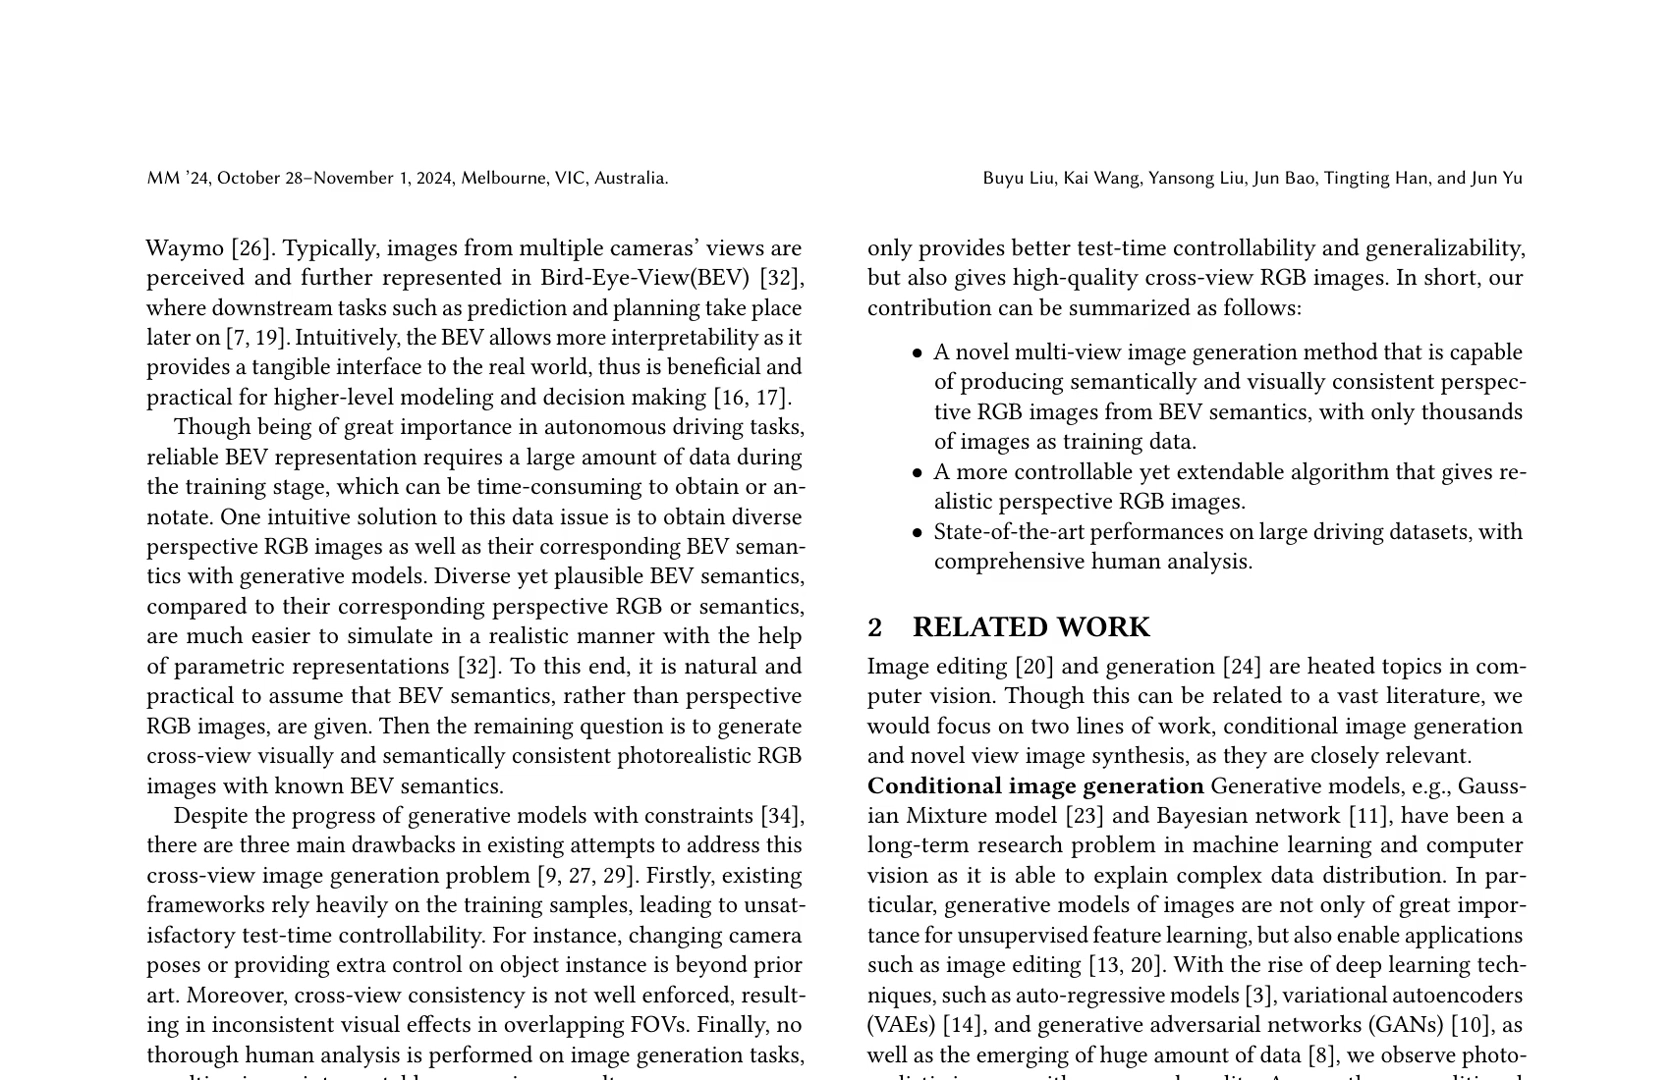 MM ’24, October 28–November 1, 2024, Melbourne, VIC, Australia.
Buyu Liu, Kai Wang, Yansong Liu, Jun Bao, Tingting Han, and Jun Yu
Waymo [26]. Typically, images from multiple cameras’ views are
perceived and further represented in Bird-Eye-View(BEV) [32],
where downstream tasks such as prediction and planning take place
later on [7, 19]. Intuitively, the BEV allows more interpretability as it
provides a tangible interface to the real world, thus is beneficial and
practical for higher-level modeling and decision making [16, 17].
Though being of great importance in autonomous driving tasks,
reliable BEV representation requires a large amount of data during
the training stage, which can be time-consuming to obtain or an-
notate. One intuitive solution to this data issue is to obtain diverse
perspective RGB images as well as their corresponding BEV seman-
tics with generative models. Diverse yet plausible BEV semantics,
compared to their corresponding perspective RGB or semantics,
are much easier to simulate in a realistic manner with the help
of parametric representations [32]. To this end, it is natural and
practical to assume that BEV semantics, rather than perspective
RGB images, are given. Then the remaining question is to generate
cross-view visually and semantically consistent photorealistic RGB
images with known BEV semantics.
Despite the progress of generative models with constraints [34],
there are three main drawbacks in existing attempts to address this
cross-view image generation problem [9, 27, 29]. Firstly, existing
frameworks rely heavily on the training samples, leading to unsat-
isfactory test-time controllability. For instance, changing camera
poses or providing extra control on object instance is beyond prior
art. Moreover, cross-view consistency is not well enforced, result-
ing in inconsistent visual effects in overlapping FOVs. Finally, no
thorough human analysis is performed on image generation tasks,
only provides better test-time controllability and generalizability,
but also gives high-quality cross-view RGB images. In short, our
contribution can be summarized as follows:
• A novel multi-view image generation method that is capable
of producing semantically and visually consistent perspec-
tive RGB images from BEV semantics, with only thousands
of images as training data.
• A more controllable yet extendable algorithm that gives re-
alistic perspective RGB images.
• State-of-the-art performances on large driving datasets, with
comprehensive human analysis.
2 RELATED WORK
Image editing [20] and generation [24] are heated topics in com-
puter vision. Though this can be related to a vast literature, we
would focus on two lines of work, conditional image generation
and novel view image synthesis, as they are closely relevant.
Conditional image generation Generative models, e.g., Gauss-
ian Mixture model [23] and Bayesian network [11], have been a
long-term research problem in machine learning and computer
vision as it is able to explain complex data distribution. In par-
ticular, generative models of images are not only of great impor-
tance for unsupervised feature learning, but also enable applications
such as image editing [13, 20]. With the rise of deep learning tech-
niques, such as auto-regressive models [3], variational autoencoders
(VAEs) [14], and generative adversarial networks (GANs) [10], as
well as the emerging of huge amount of data [8], we observe photo-